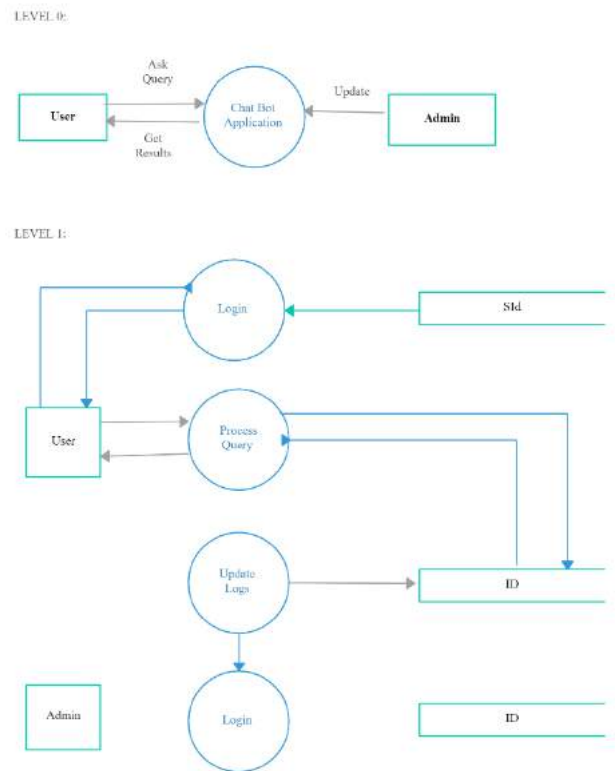 LEVEL 0:
Ask
Query
User
Chat Bot
Application
Update
Admin
Get
Results
LEVEL 1:
Login
SId
User
Process
Query
Update
Logs
ID
Admin
Login
ID